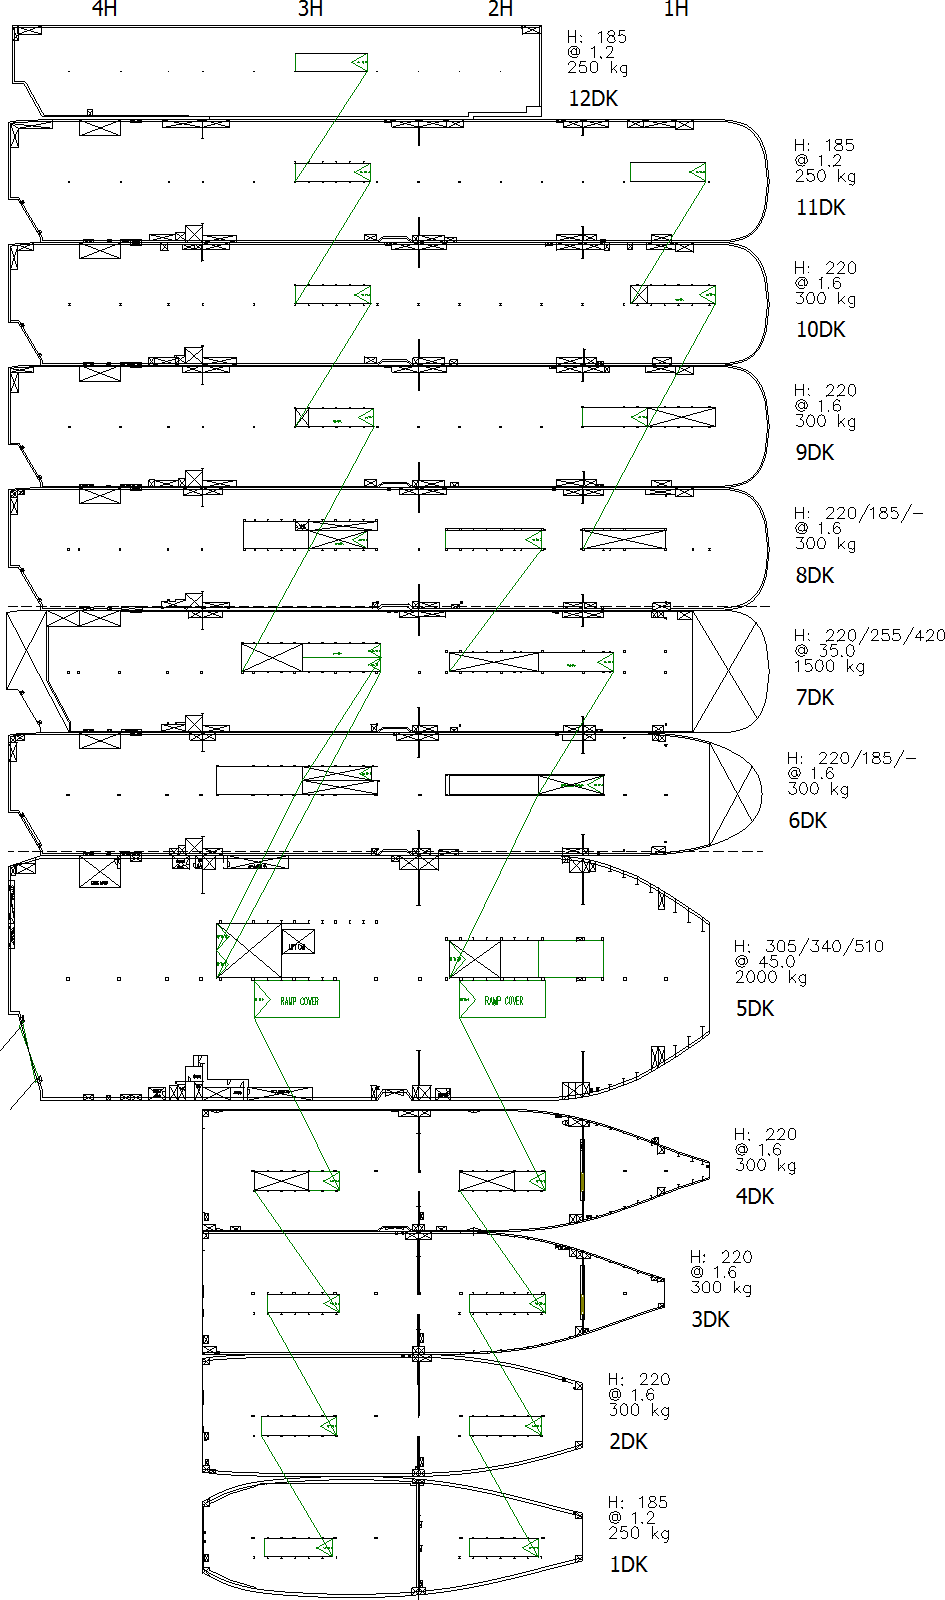 4H 3H 2H 1H
H: 185
@ 1.2
250 kg
12DK
H: 185
@ 1.2
250 kg
11DK
H: 220
@ 1.6
300 kg
10DK
H: 220
@ 1.6
300 kg
9DK
H: 220/185/-
@ 1.6
300 kg
8DK
H: 220/255/420
@ 35.0
1500 kg
7DK
H: 220/185/-
@ 1.6
300 kg
6DK
H: 305/340/510
@ 45.0
2000 kg
5DK
RAMP COVER
RAMP COVER
H: 220
@ 1.6
300 kg
4DK
H: 220
@ 1.6
300 kg
3DK
H: 220
@ 1.6
300 kg
2DK
H: 185
@ 1.2
250 kg
1DK